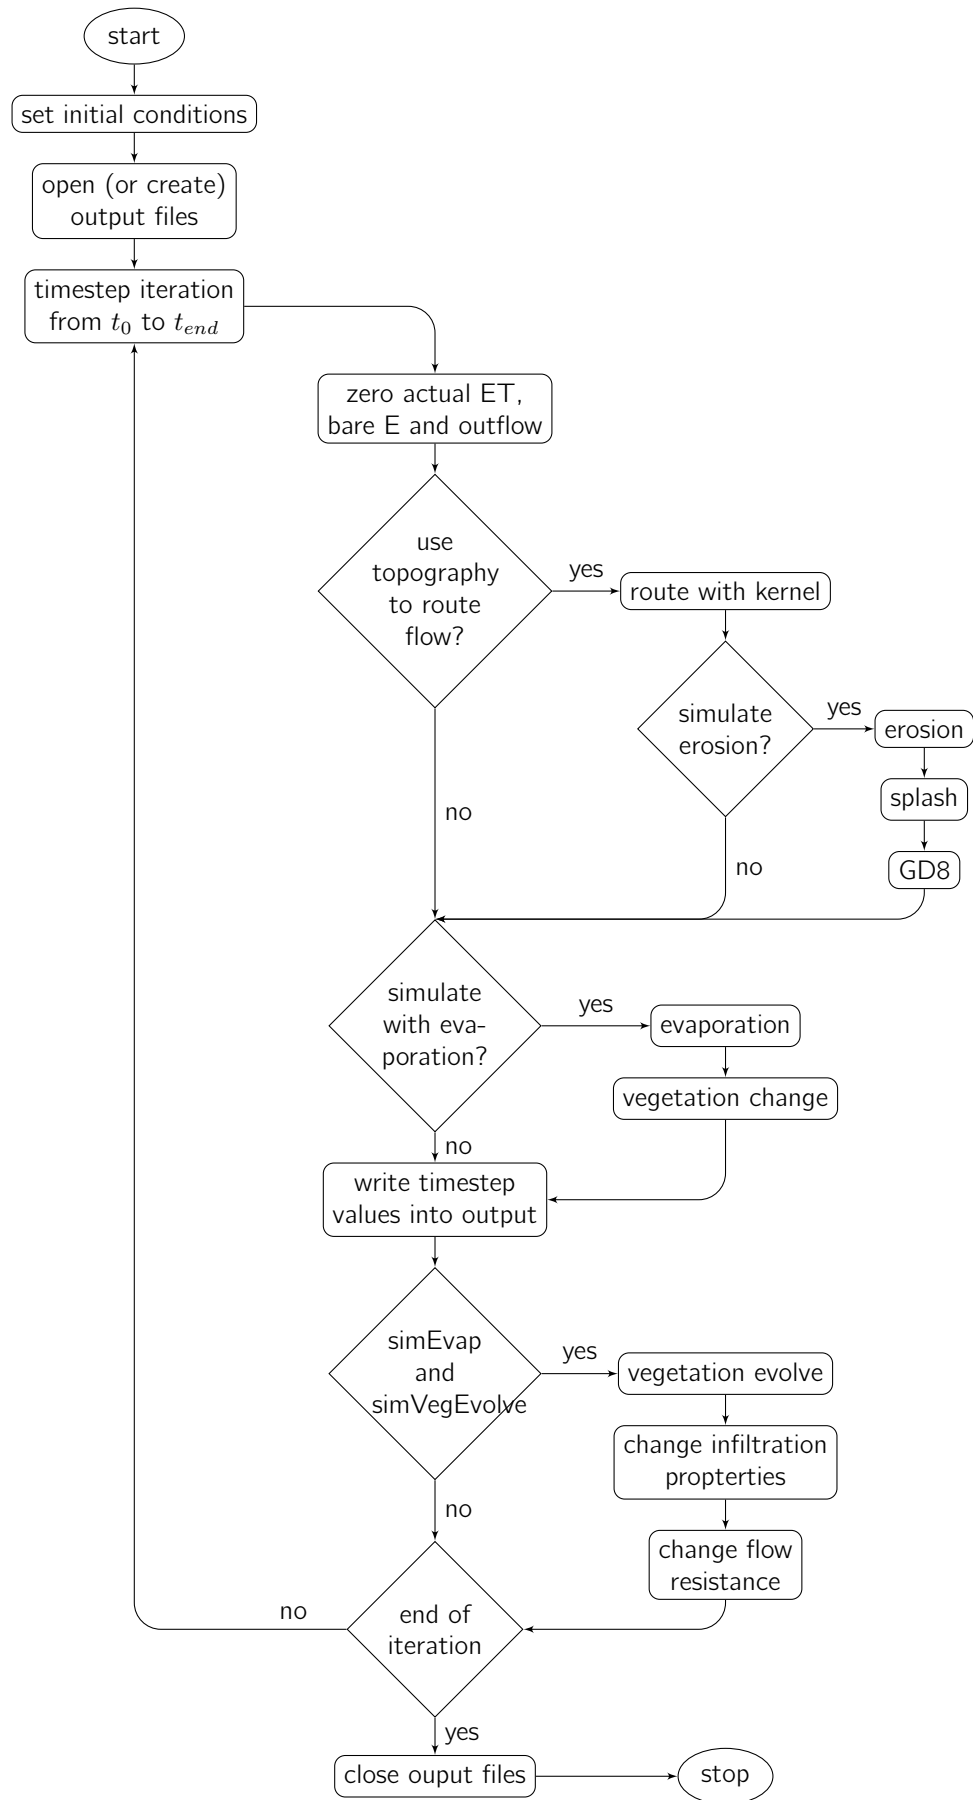 start
set initial conditions
open (or create)
output files
timestep iteration
from t0 to tend
zero actual ET,
bare E and outflow
use
topography
to route
flow?
yes
route with kernel
simulate
erosion?
yes
erosion
splash
GD8
no
no
simulate
with eva-
poration?
yes
evaporation
vegetation change
no
write timestep
values into output
simEvap
and
simVegEvolve
yes
vegetation evolve
change infiltration
propterties
change flow
resistance
no
end of
iteration
no
yes
close ouput files
stop